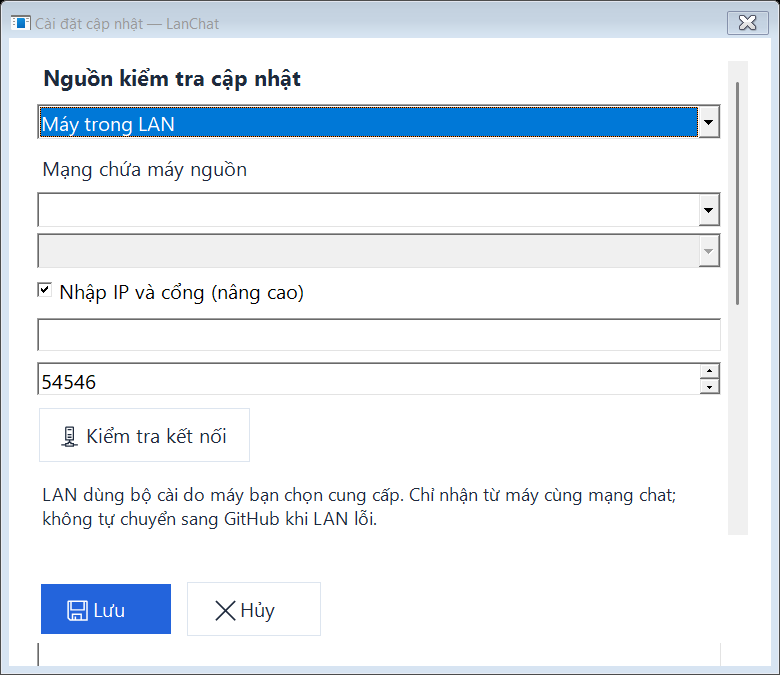 Cài đặt cập nhật — LanChat
Nguồn kiểm tra cập nhật
Máy trong LAN
Mạng chứa máy nguồn
Nhập IP và cổng (nâng cao)
54546
Kiểm tra kết nối
LAN dùng bộ cài do máy bạn chọn cung cấp. Chỉ nhận từ máy cùng mạng chat;
không tự chuyển sang GitHub khi LAN lỗi.
Lưu
Hủy